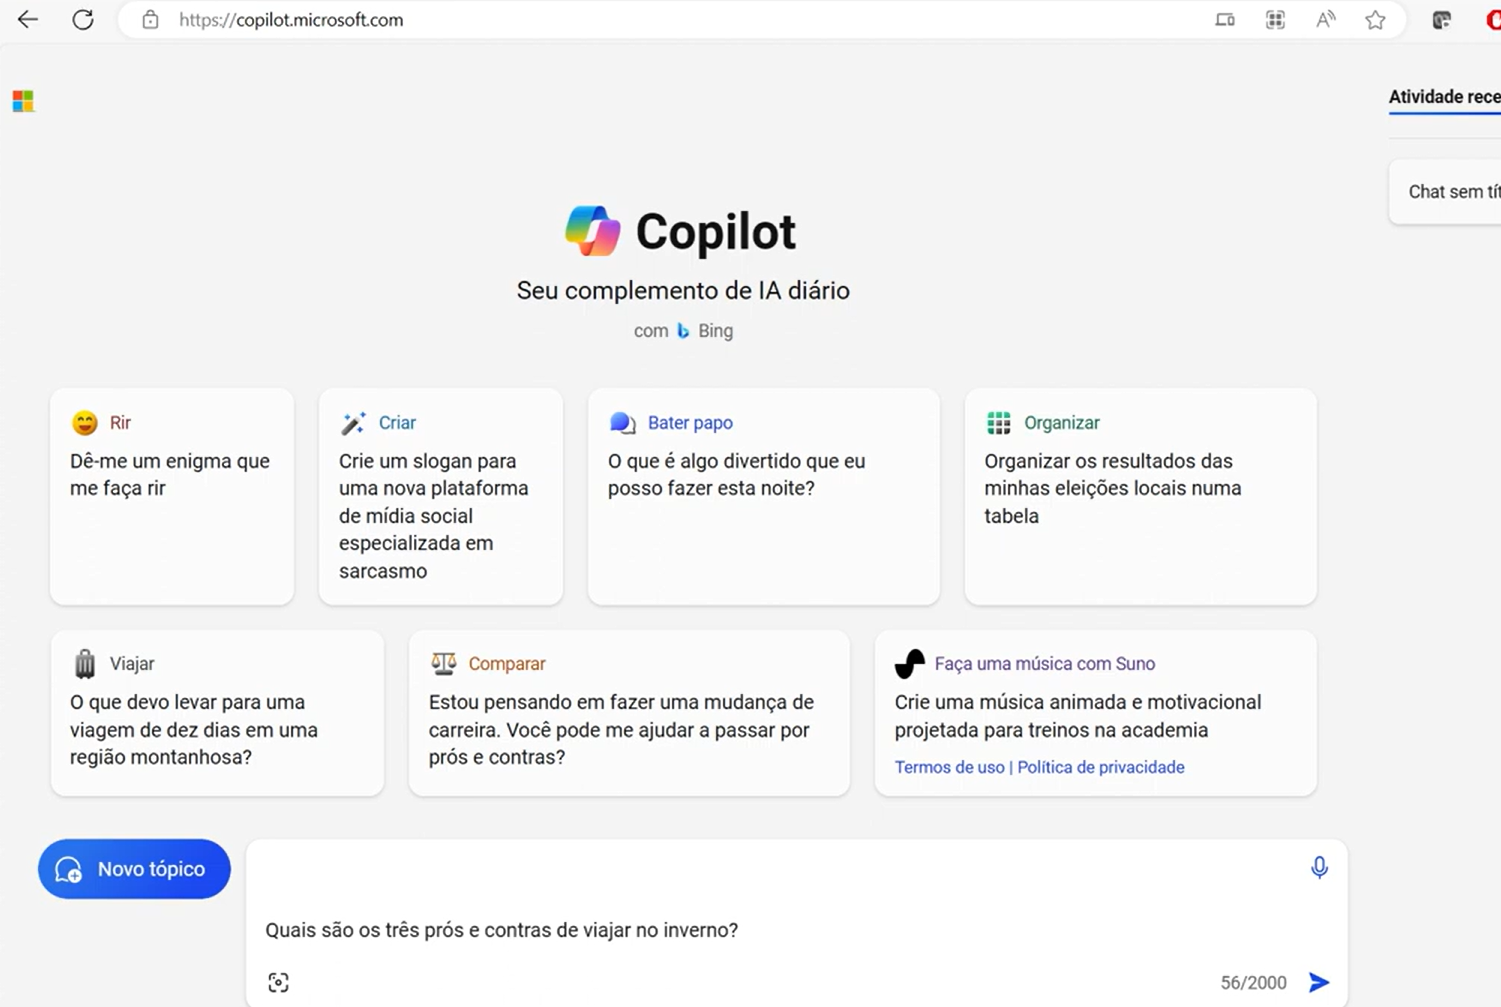 https://copilot.microsoft.com
Atividade rece
Chat sem tít
Copilot
Seu complemento de IA diário
com Bing
Rir
Dê-me um enigma que
me faça rir
Criar
Crie um slogan para
uma nova plataforma
de mídia social
especializada em
sarcasmo
Bater papo
O que é algo divertido que eu
posso fazer esta noite?
Organizar
Organizar os resultados das
minhas eleições locais numa
tabela
Viajar
O que devo levar para uma
viagem de dez dias em uma
região montanhosa?
Comparar
Estou pensando em fazer uma mudança de
carreira. Você pode me ajudar a passar por
prós e contras?
Faça uma música com Suno
Crie uma música animada e motivacional
projetada para treinos na academia
Termos de uso | Política de privacidade
Novo tópico
Quais são os três prós e contras de viajar no inverno?
56/2000